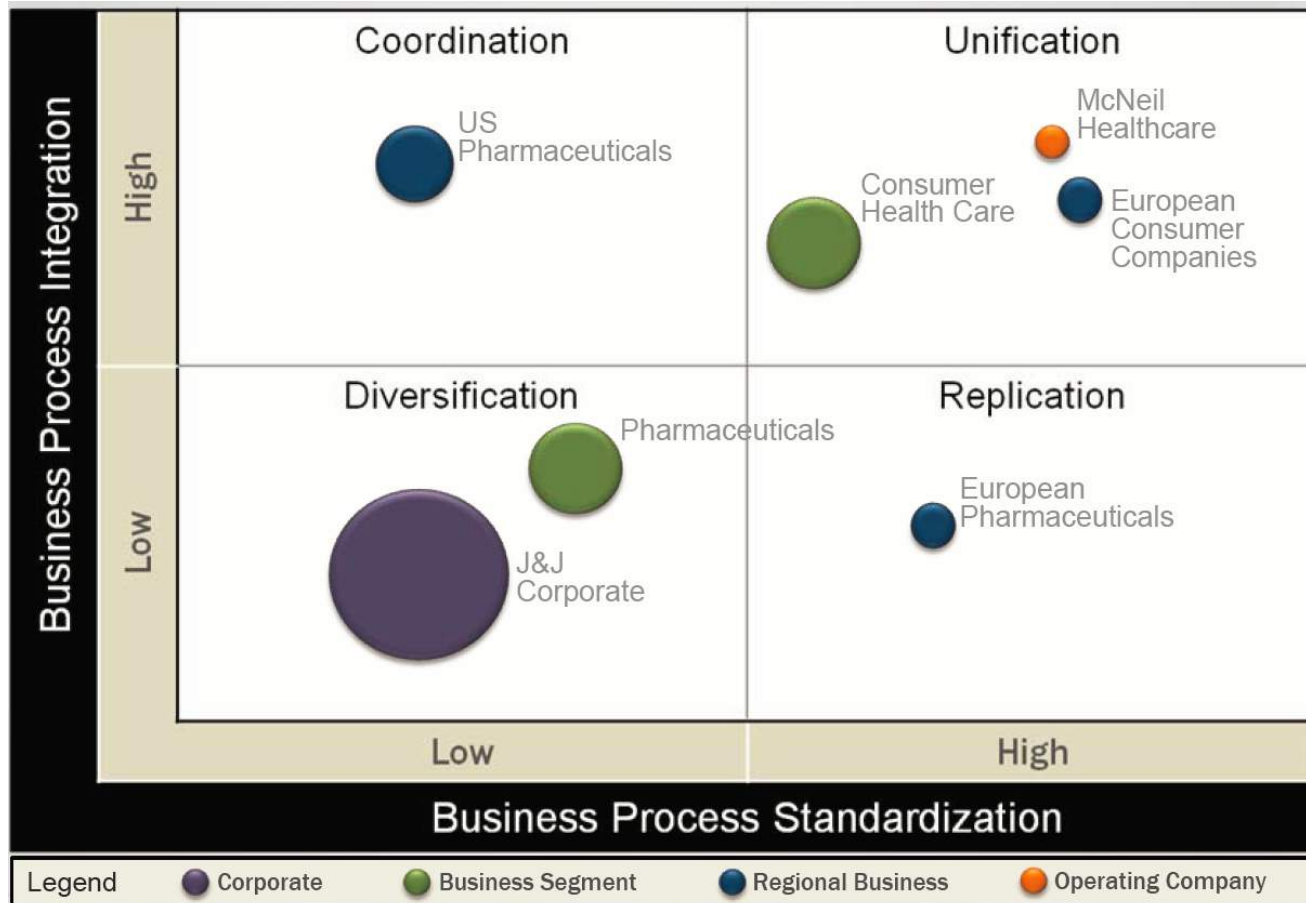 Coordination
Unification
US
Pharmaceuticals
McNeil
Healthcare
Consumer
Health Care
European
Consumer
Companies
High
Business Process Integration
Diversification
Replication
Pharmaceuticals
European
Pharmaceuticals
J&J
Corporate
Low
Low
High
Business Process Standardization
Legend
Corporate
Business Segment
Regional Business
Operating Company